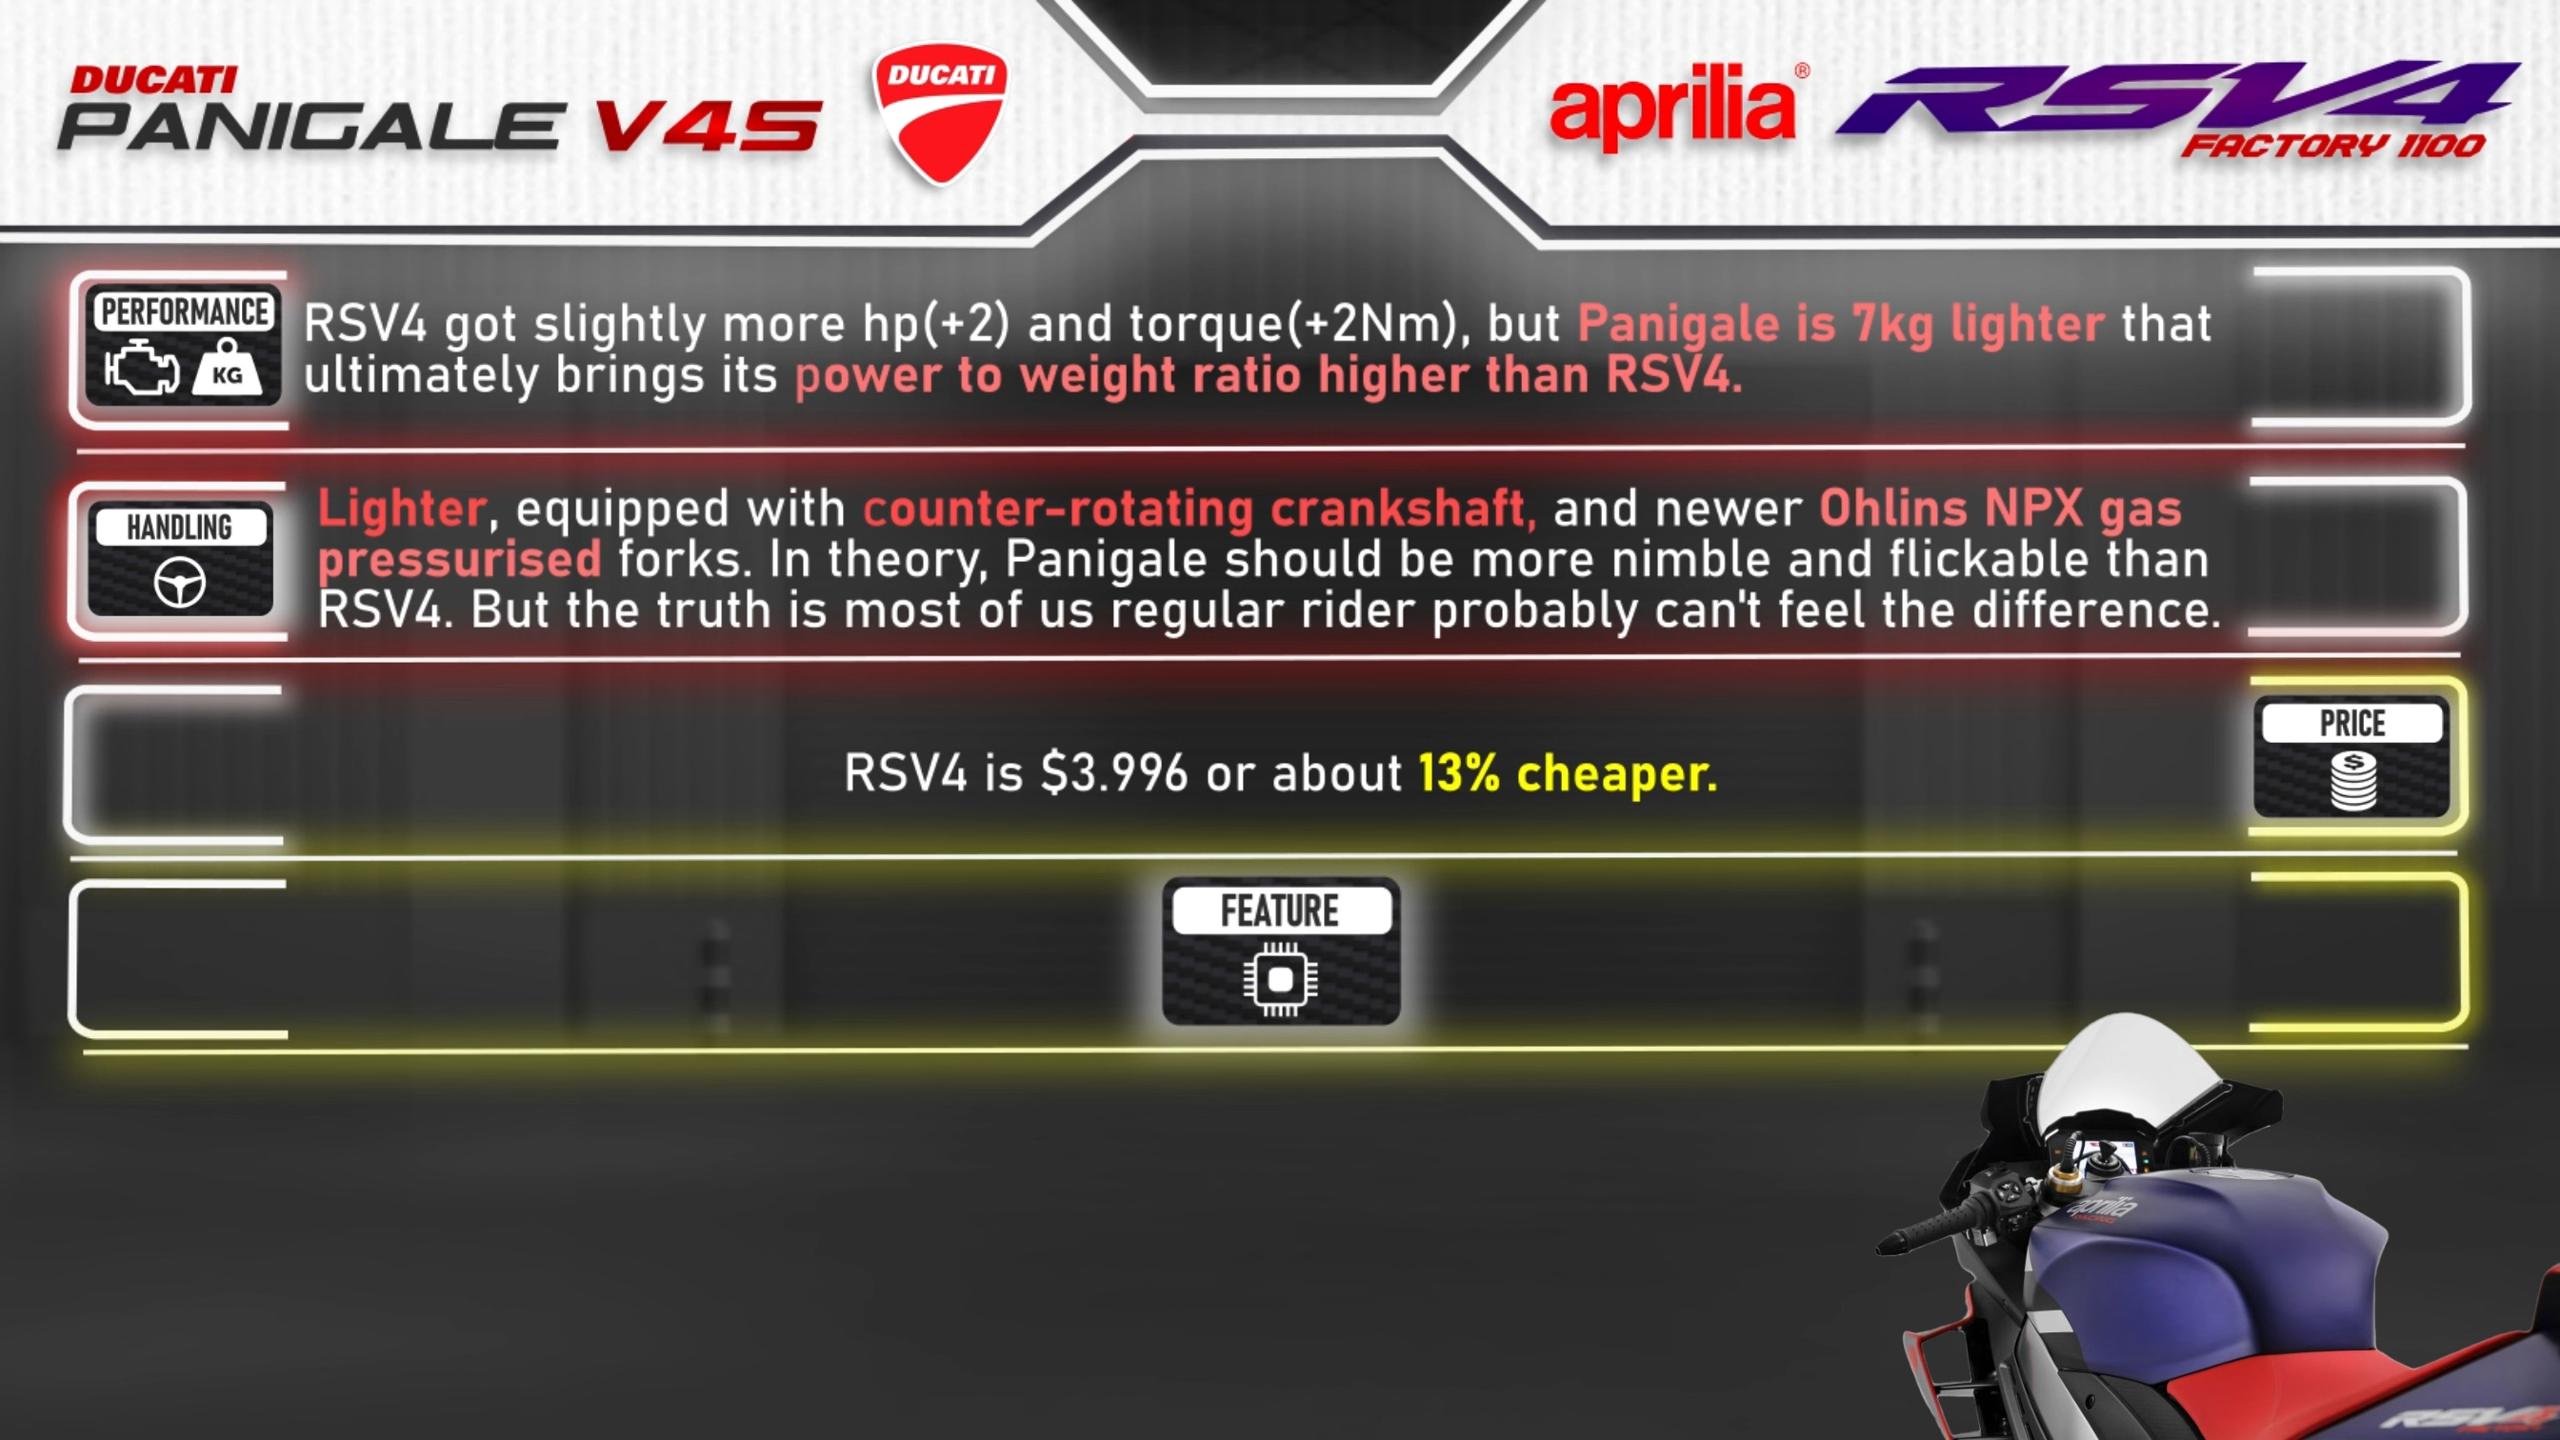 DUCATI
PANIGALE V4S
DUCATI
aprilia®
RSV4
FACTORY 1100
PERFORMANCE
KG
RSV4 got slightly more hp(+2) and torque(+2Nm), but Panigale is 7kg lighter that
ultimately brings its power to weight ratio higher than RSV4.
HANDLING
Lighter, equipped with counter-rotating crankshaft, and newer Ohlins NPX gas
pressurised forks. In theory, Panigale should be more nimble and flickable than
RSV4. But the truth is most of us regular rider probably can't feel the difference.
RSV4 is $3.996 or about 13% cheaper.
PRICE
$
FEATURE
aprilia
RACING
RSV4
FACTORY